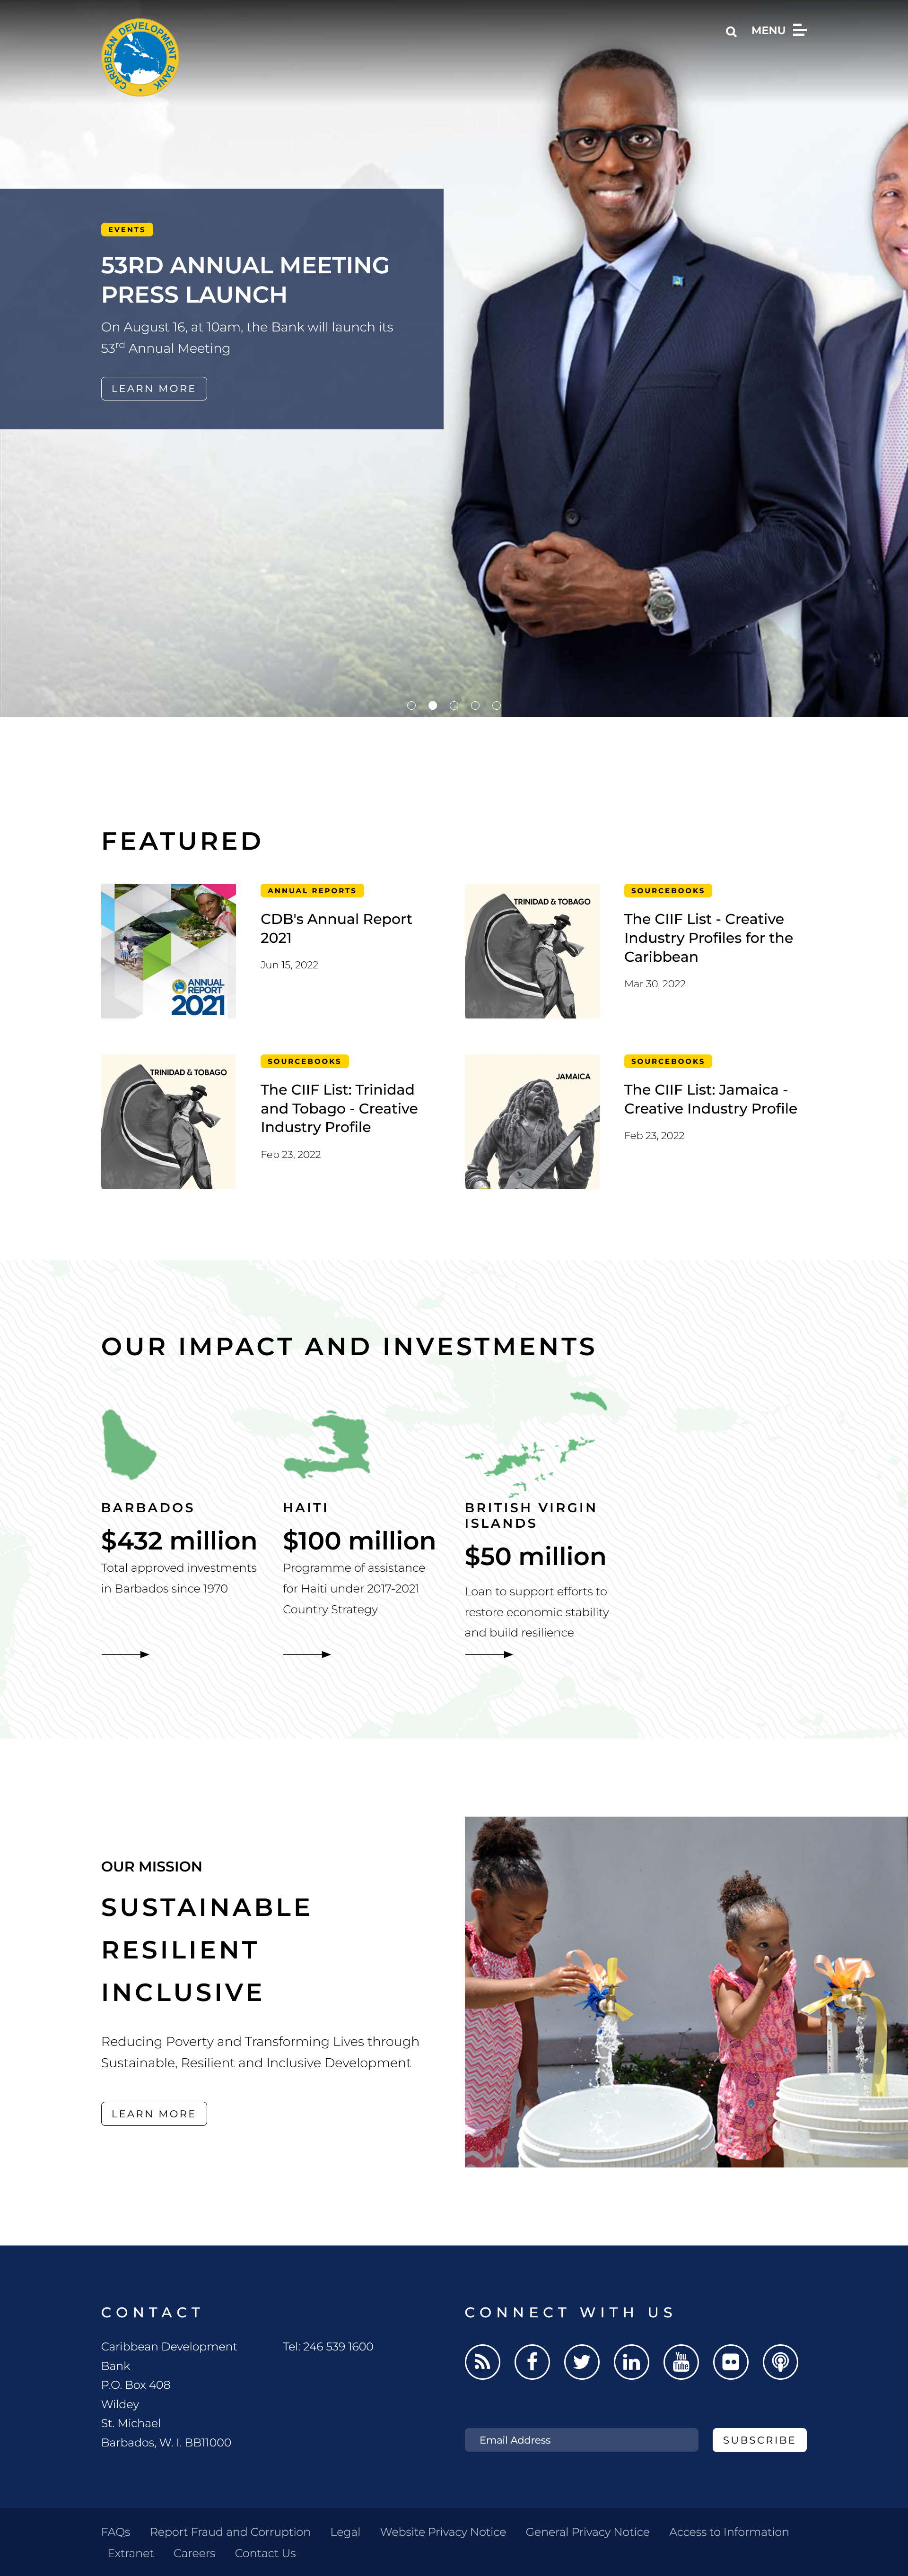 CARIBBEAN DEVELOPMENT BANK
MENU
EVENTS
53RD ANNUAL MEETING
PRESS LAUNCH
On August 16, at 10am, the Bank will launch its
53rd Annual Meeting
LEARN MORE
FEATURED
ANNUAL REPORT
2021
ANNUAL REPORTS
CDB's Annual Report
2021
Jun 15, 2022
TRINIDAD & TOBAGO
SOURCEBOOKS
The CIIF List - Creative
Industry Profiles for the
Caribbean
Mar 30, 2022
TRINIDAD & TOBAGO
SOURCEBOOKS
The CIIF List: Trinidad
and Tobago - Creative
Industry Profile
Feb 23, 2022
JAMAICA
SOURCEBOOKS
The CIIF List: Jamaica -
Creative Industry Profile
Feb 23, 2022
OUR IMPACT AND INVESTMENTS
BARBADOS
$432 million
Total approved investments
in Barbados since 1970
HAITI
$100 million
Programme of assistance
for Haiti under 2017-2021
Country Strategy
BRITISH VIRGIN
ISLANDS
$50 million
Loan to support efforts to
restore economic stability
and build resilience
OUR MISSION
SUSTAINABLE
RESILIENT
INCLUSIVE
Reducing Poverty and Transforming Lives through
Sustainable, Resilient and Inclusive Development
LEARN MORE
CONTACT
Caribbean Development
Bank
P.O. Box 408
Wildey
St. Michael
Barbados, W. I. BB11000
Tel: 246 539 1600
CONNECT WITH US
You
Tube
Email Address
SUBSCRIBE
FAQs Report Fraud and Corruption Legal Website Privacy Notice General Privacy Notice Access to Information
Extranet Careers Contact Us